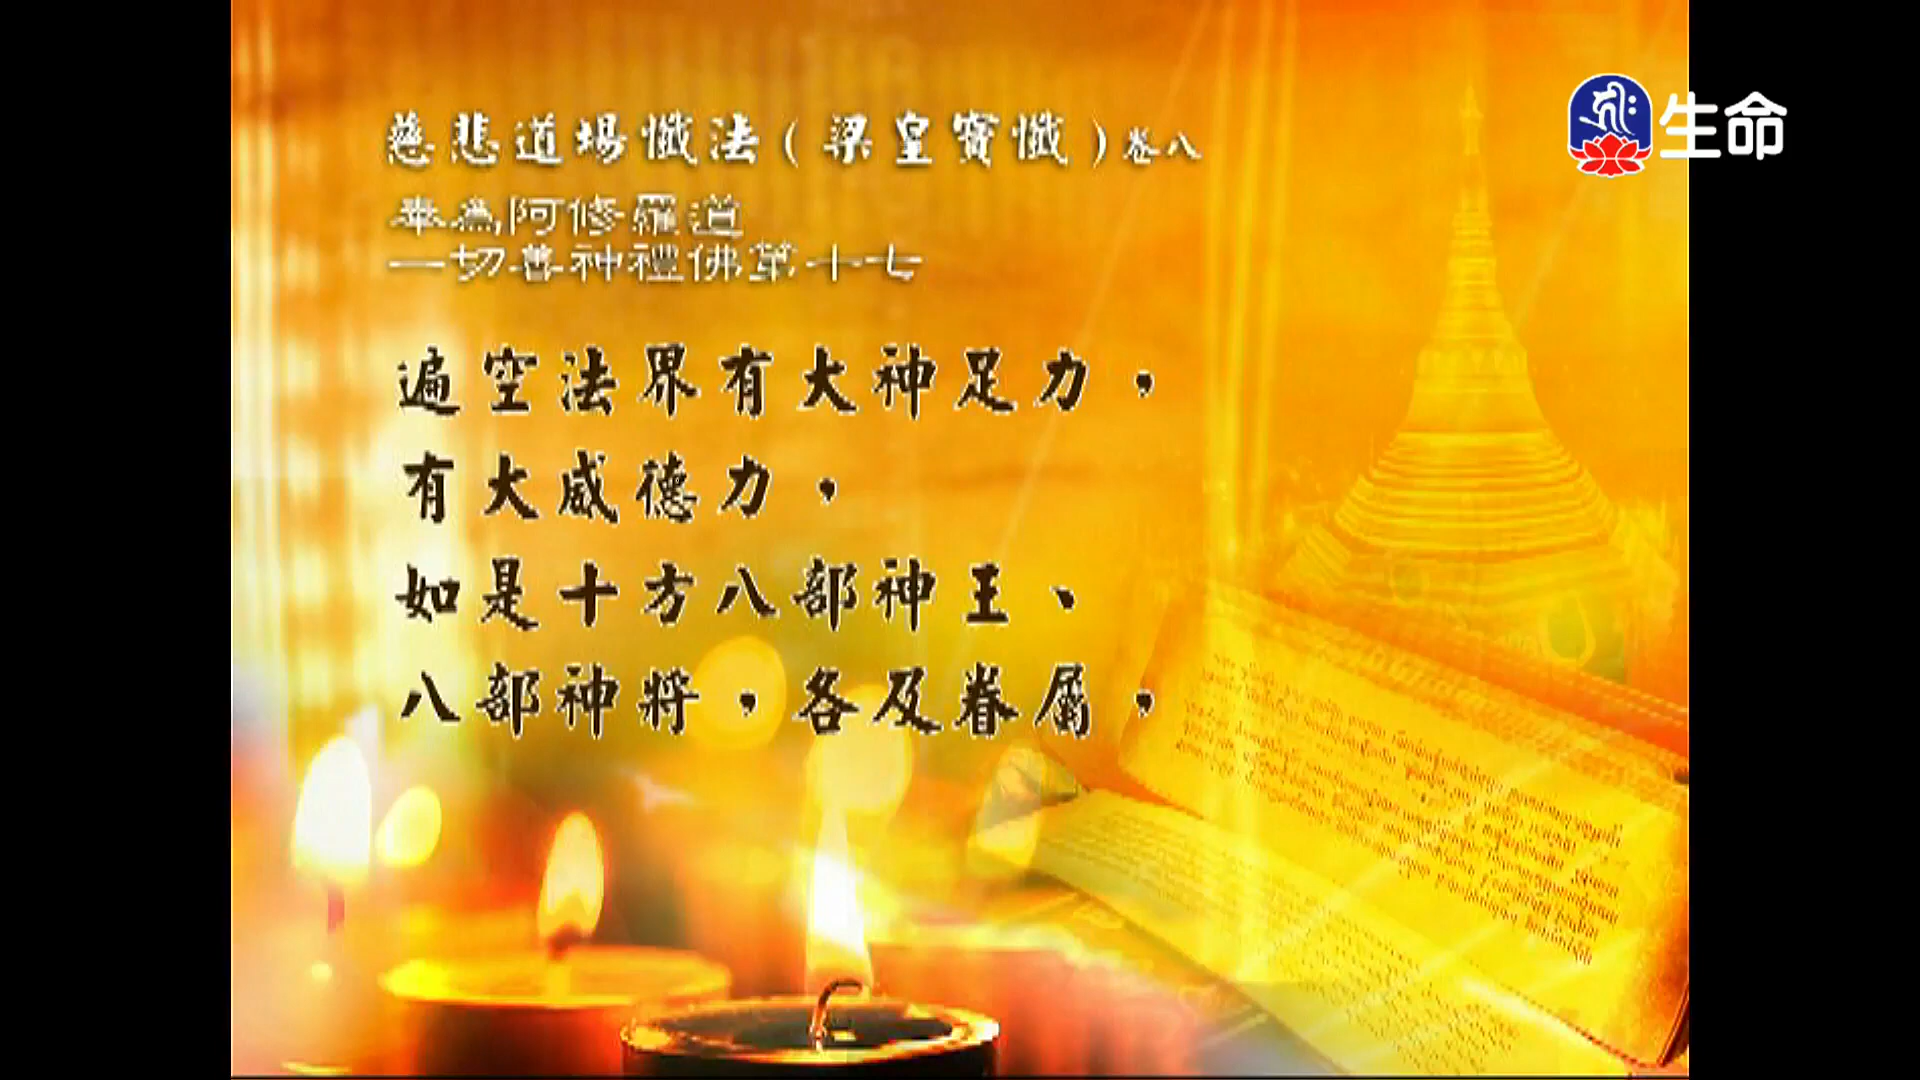 慈悲道場懺法(梁皇寶懺)卷八
奉為阿修羅道
一切善神禮佛第十七
遍空法界有大神足力，
有大威德力，
如是十方八部神王、
八部神將，各及眷屬，
生命